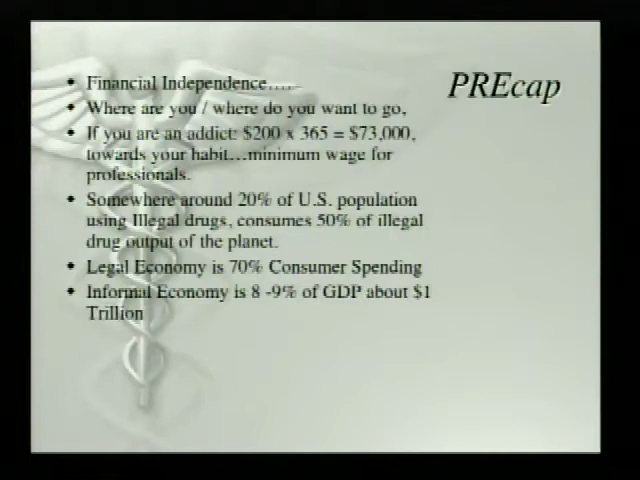 PREcap
• Financial Independence….
• Where are you / where do you want to go,
• If you are an addict: $200 x 365 = $73,000,
towards your habit…minimum wage for
professionals.
• Somewhere around 20% of U.S. population
using Illegal drugs, consumes 50% of illegal
drug output of the planet.
• Legal Economy is 70% Consumer Spending
• Informal Economy is 8 -9% of GDP about $1
Trillion